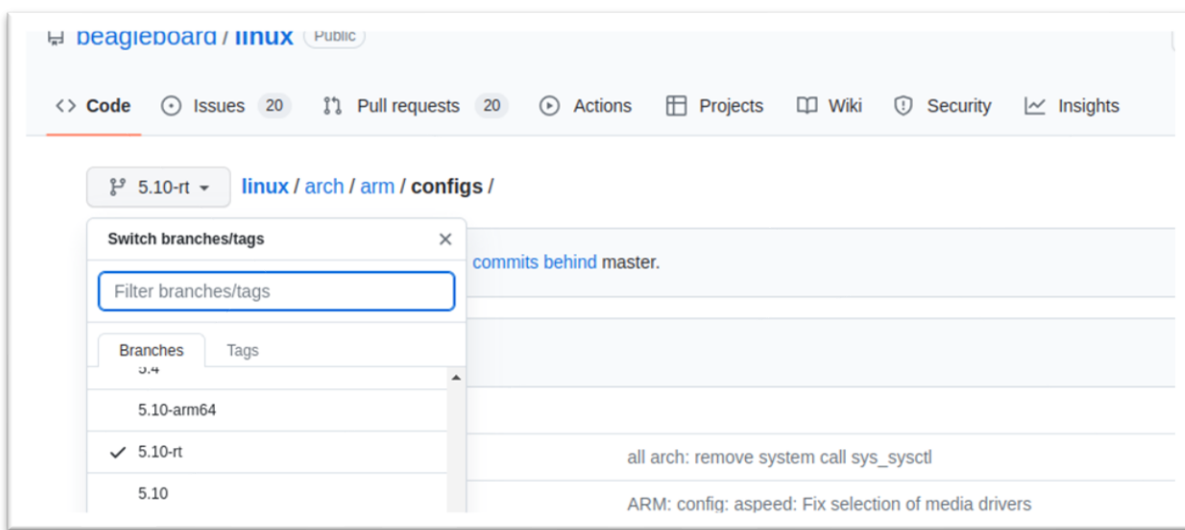 beagleboard / linux Public
Code Issues 20 Pull requests 20 Actions Projects Wiki Security Insights
5.10-rt linux / arch / arm / configs /
Switch branches/tags
commits behind master.
Filter branches/tags
Branches Tags
5.4
5.10-arm64
5.10-rt
all arch: remove system call sys_sysctl
5.10
ARM: config: aspeed: Fix selection of media drivers